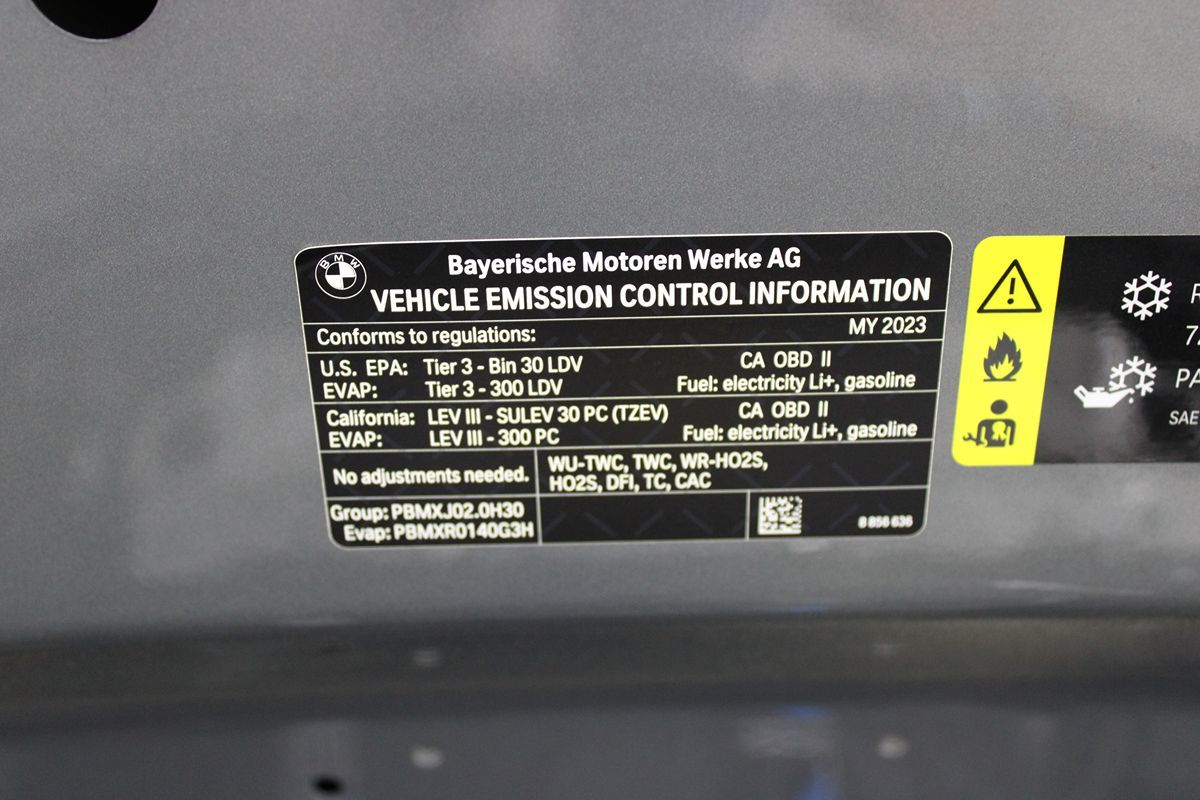 BMW
Bayerische Motoren Werke AG
VEHICLE EMISSION CONTROL INFORMATION
Conforms to regulations: MY 2023
U.S. EPA: Tier 3 - Bin 30 LDV CA OBD II
EVAP: Tier 3 - 300 LDV Fuel: electricity Li+, gasoline
California: LEV III - SULEV 30 PC (TZEV) CA OBD II
EVAP: LEV III - 300 PC Fuel: electricity Li+, gasoline
No adjustments needed.
WU-TWC, TWC, WR-HO2S,
HO2S, DFI, TC, CAC
Group: PBMXJ02.0H30
Evap: PBMXR0140G3H
8 856 636
R
7
PA
SAE